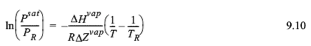 ln(P^sat/P_R) = −ΔH^vap/RΔZ^vap (1/T − 1/T_R) 9.10